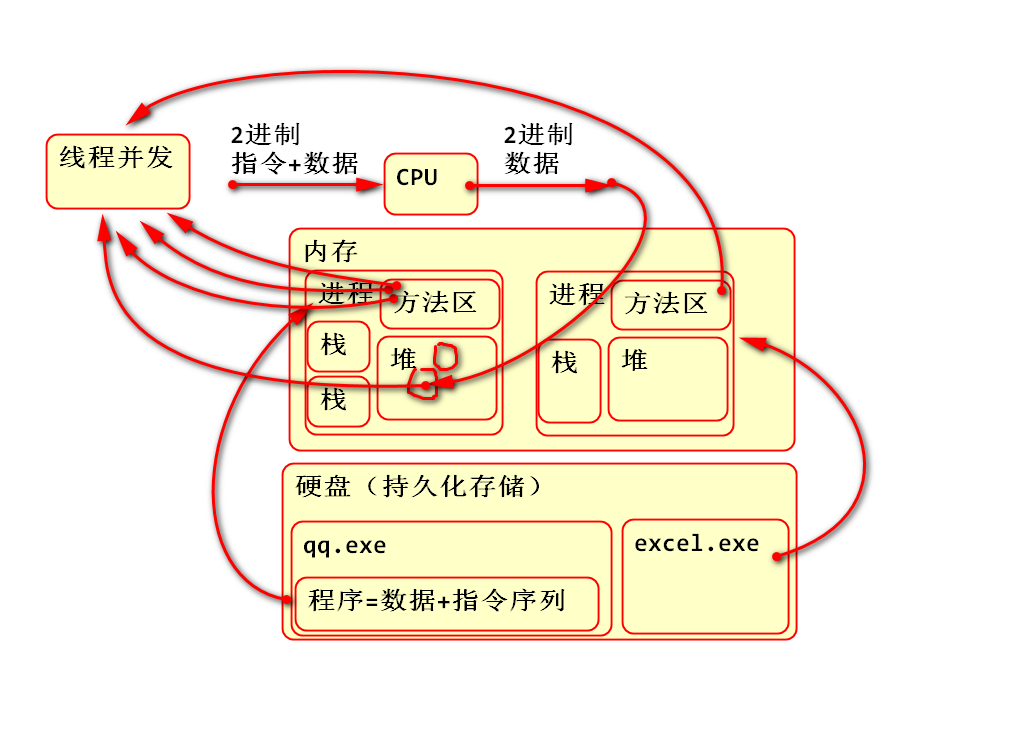 2进制
指令+数据
2进制
数据
线程并发
CPU
内存
进程
方法区
栈
堆
栈
进程
方法区
栈
堆
硬盘（持久化存储）
qq.exe
程序=数据+指令序列
excel.exe